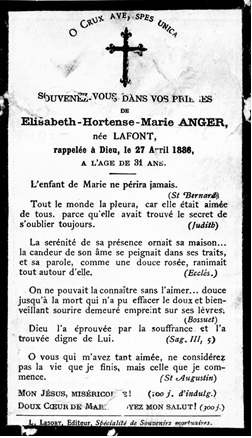 O CRUX AVE, SPES UNICA
SOUVENEZ-VOUS DANS VOS PRIÈRES
DE
Elisabeth-Hortense-Marie ANGER,
née LAFONT,
rappelée à Dieu, le 27 Avril 1886,
A L'AGE DE 31 ANS.
L'enfant de Marie ne périra jamais.
(St Bernard)
Tout le monde la pleura, car elle était aimée
de tous, parce qu'elle avait trouvé le secret de
s'oublier toujours.
(Judith)
La sérénité de sa présence ornait sa maison...
la candeur de son âme se peignait dans ses traits,
et sa parole, comme une douce rosée, ranimait
tout autour d'elle.
(Ecclés.)
On ne pouvait la connaître sans l'aimer... douce
jusqu'à la mort qui n'a pu effacer le doux et bien-
veillant sourire demeuré empreint sur ses lèvres.
(Bossuet)
Dieu l'a éprouvée par la souffrance et l'a
trouvée digne de Lui.
(Sag. III, 5)
O vous qui m'avez tant aimée, ne considérez
pas la vie que je finis, mais celle que je com-
mence.
(St Augustin)
MON JÉSUS, MISÉRICORDE! (100 j. d'indulg.)
DOUX CŒUR DE MARIE, SOYEZ MON SALUT! (300 j.)
L. LESORT, Editeur, Spécialité de Souvenirs mortuaires.